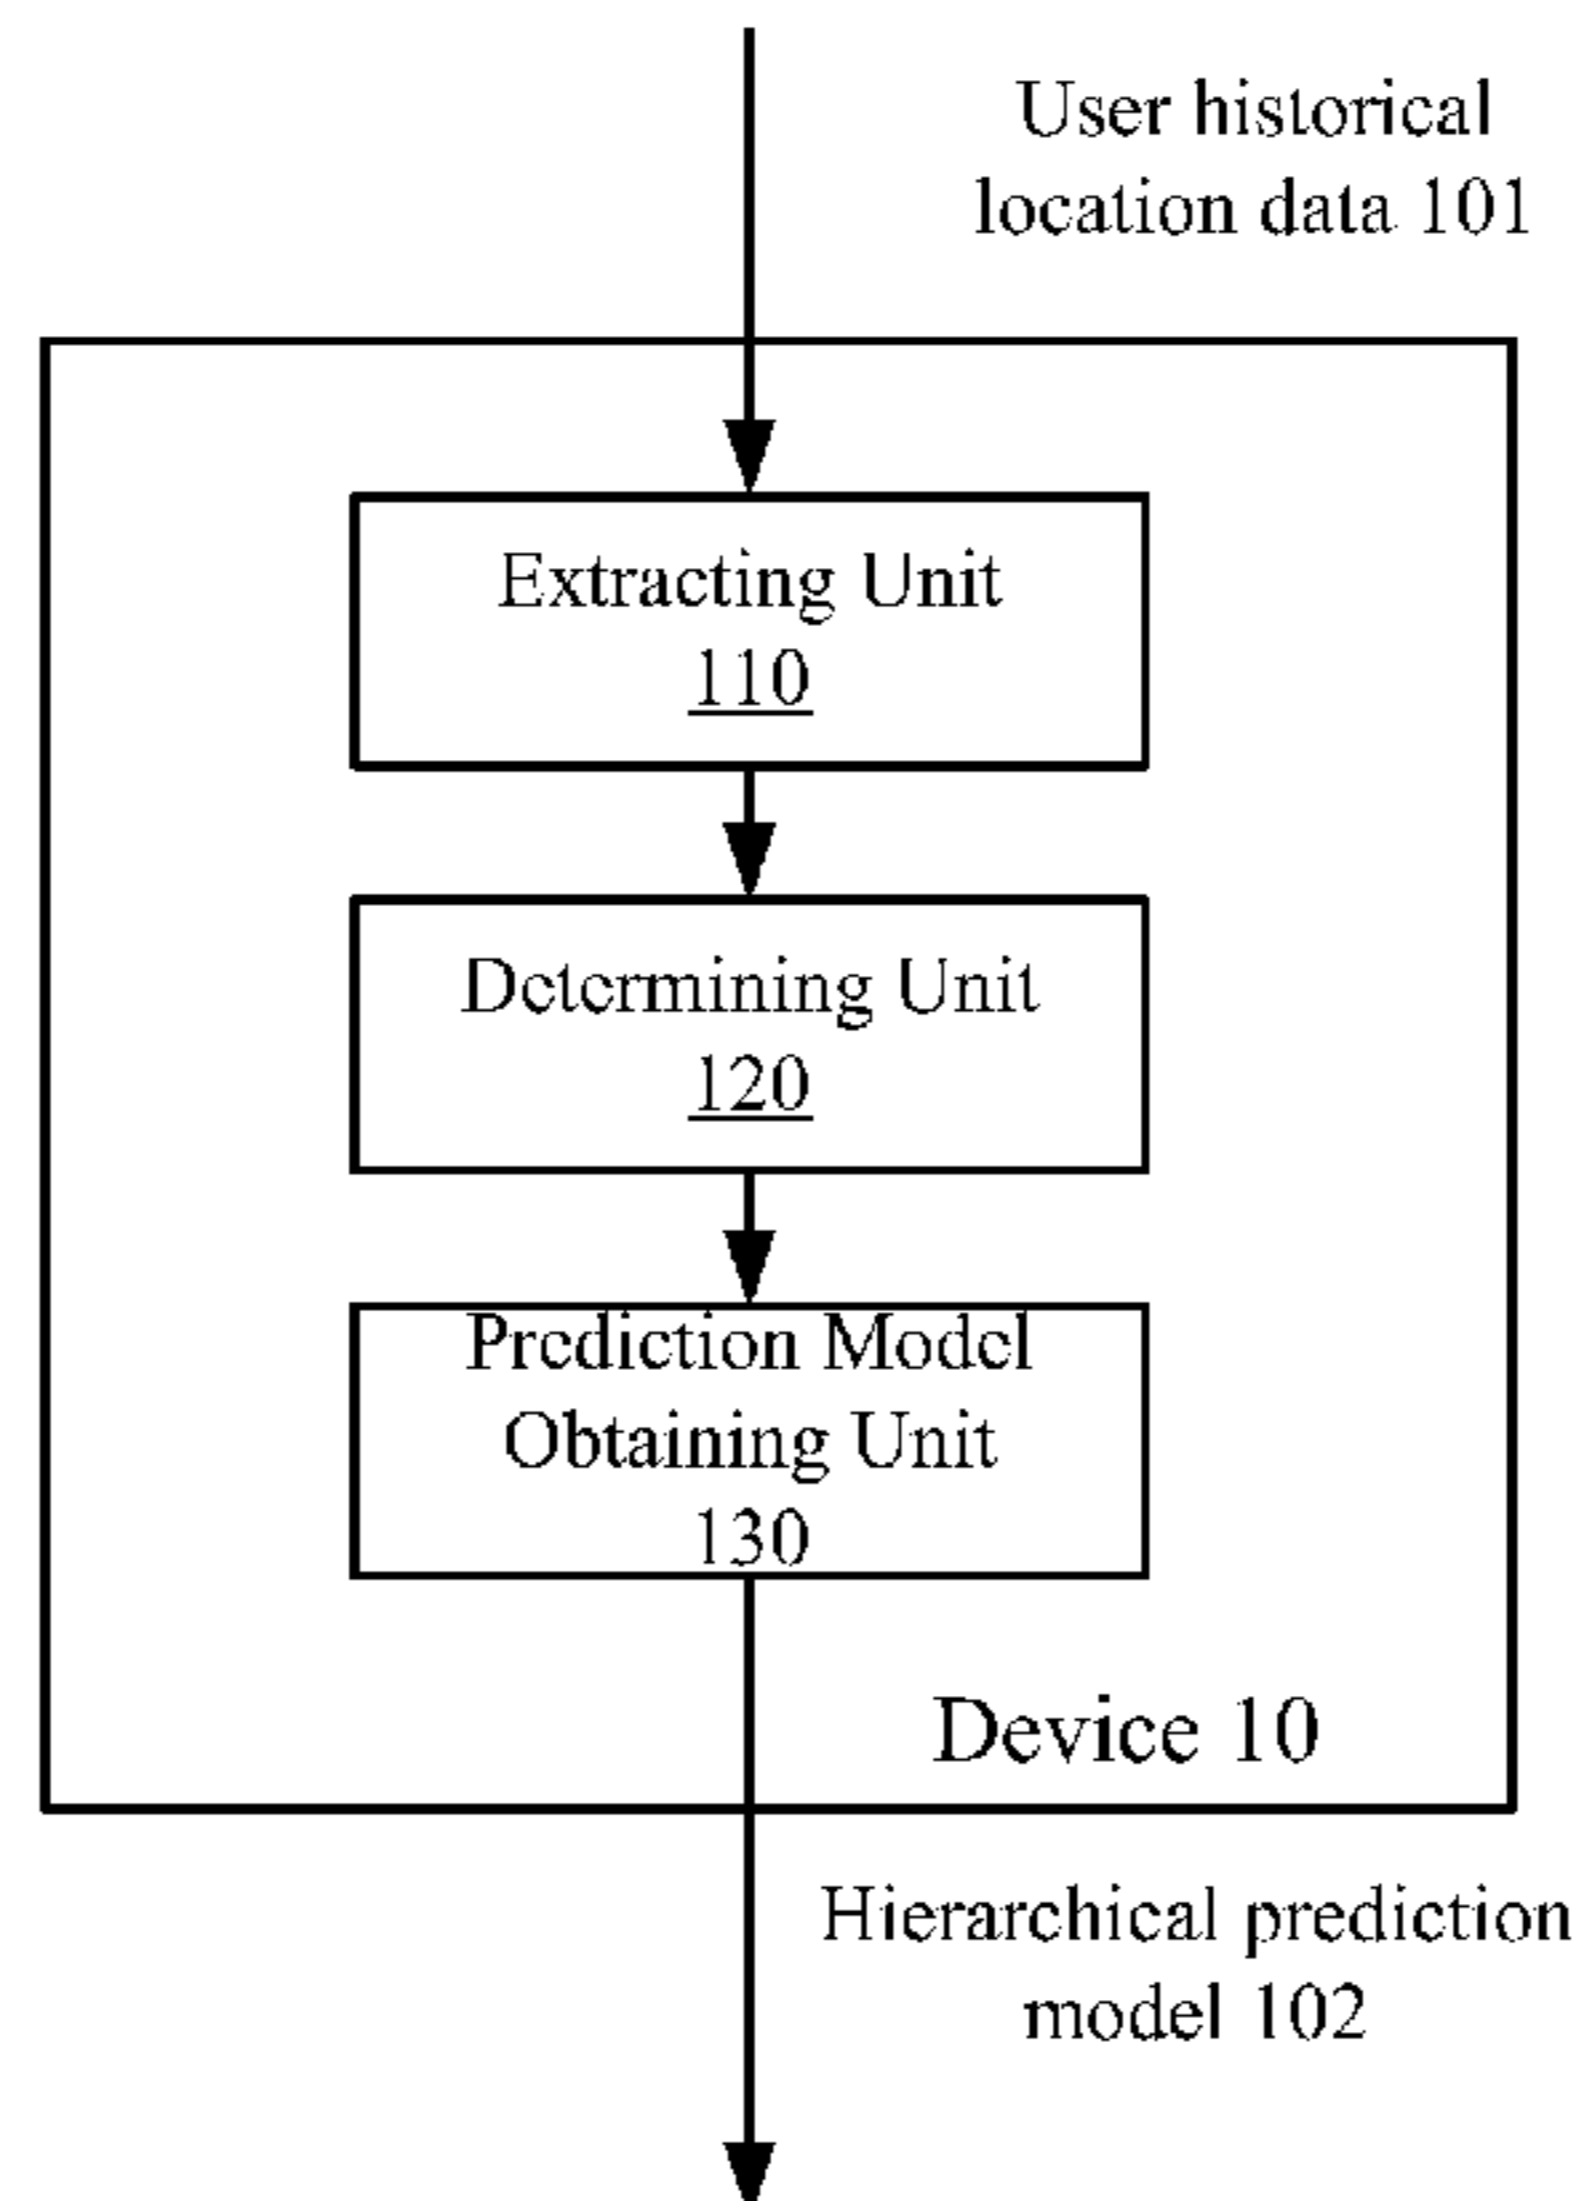 User historical
location data 101
Extracting Unit
110
Determining Unit
120
Prediction Model
Obtaining Unit
130
Device 10
Hierarchical prediction
model 102